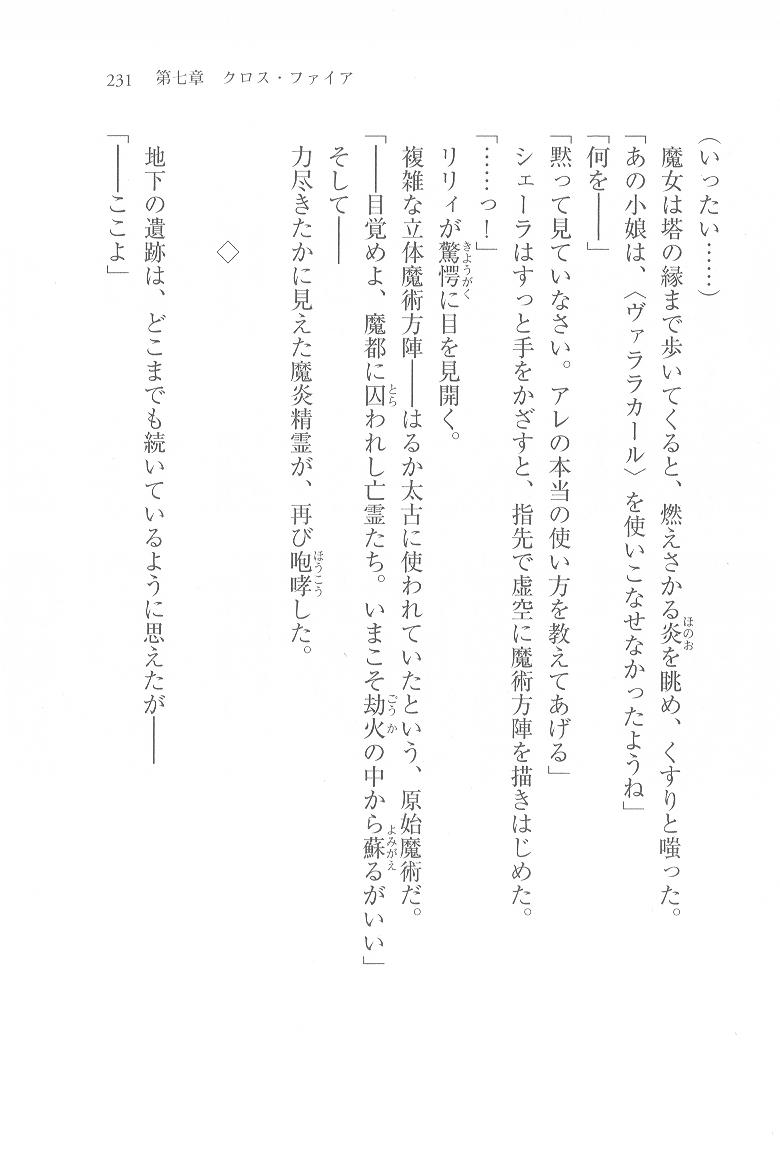 231　第七章　クロス・ファイア
（いったい……）
　魔女は塔の縁まで歩いてくると、燃えさかる炎を眺め、くすりと嗤った。
「あの小娘は、〈ヴァララカール〉を使いこなせなかったようね」
「何を――」
「黙って見ていなさい。アレの本当の使い方を教えてあげる」
　シェーラはすっと手をかざすと、指先で虚空に魔術方陣を描きはじめた。
「……っ！」
　リリィが驚愕に目を見開く。
　複雑な立体魔術方陣――はるか太古に使われていたという、原始魔術だ。
「――目覚めよ、魔都に囚われし亡霊たち。いまこそ劫火の中から蘇るがいい」
　そして――
　力尽きたかに見えた魔炎精霊が、再び咆哮した。
◇
　地下の遺跡は、どこまでも続いているように思えたが――
「――ここよ」